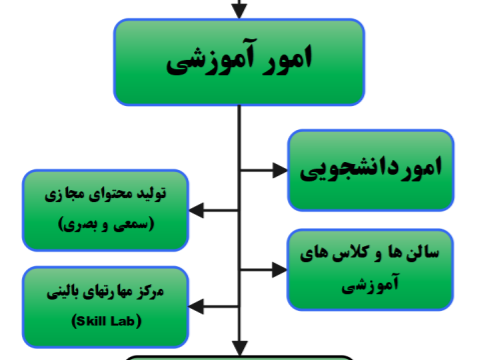 امور آموزشی
امور دانشجویی
تولید محتوای مجازی
(سمعی و بصری)
سالن ها و کلاس های
آموزشی
مرکز مهارتهای بالینی
(Skill Lab)